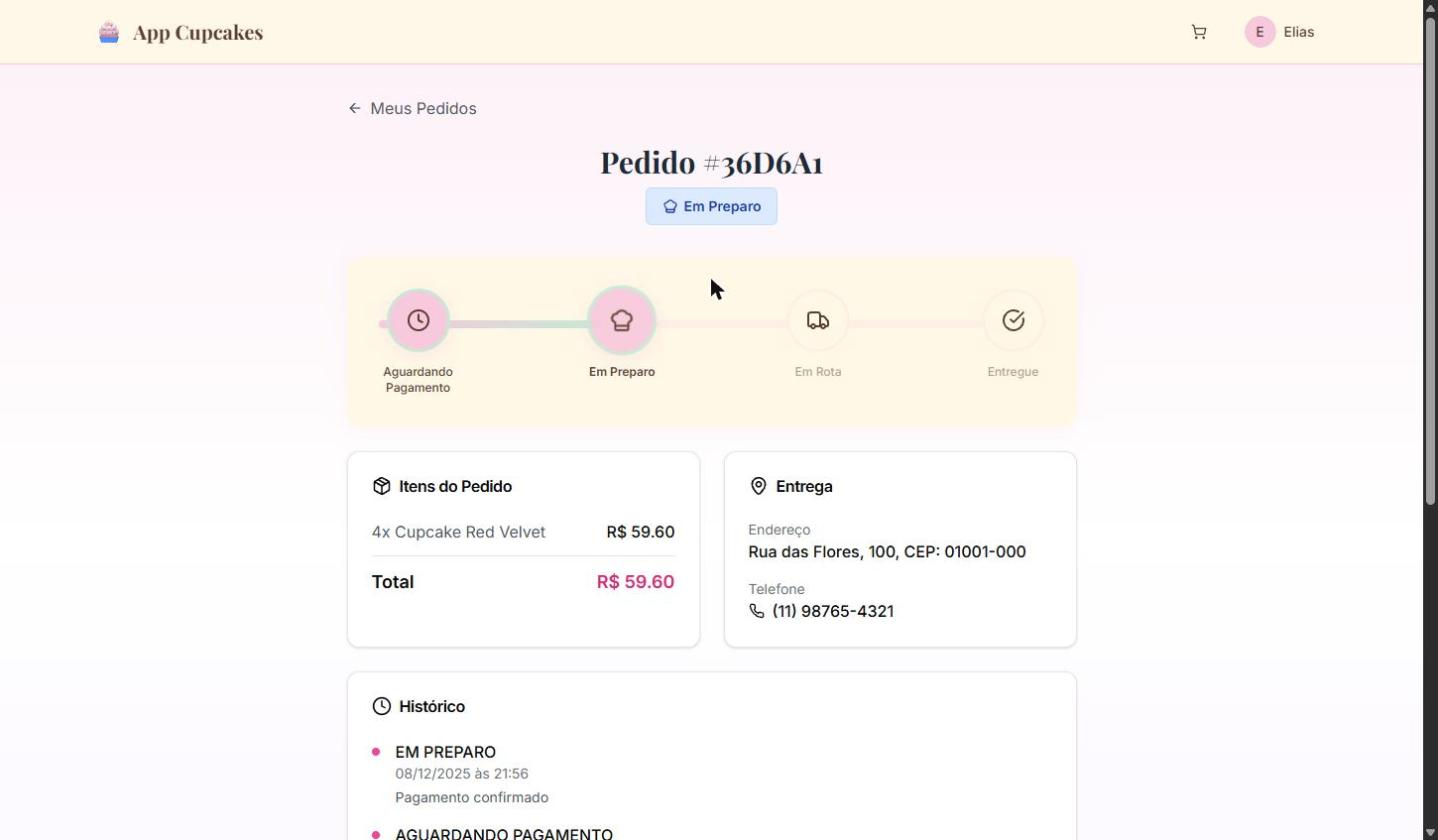 App Cupcakes
E Elias
Meus Pedidos
Pedido #36D6A1
Em Preparo
Aguardando
Pagamento
Em Preparo
Em Rota
Entregue
Itens do Pedido
4x Cupcake Red Velvet R$ 59.60
Total R$ 59.60
Entrega
Endereço
Rua das Flores, 100, CEP: 01001-000
Telefone
(11) 98765-4321
Histórico
EM PREPARO
08/12/2025 às 21:56
Pagamento confirmado
AGUARDANDO PAGAMENTO